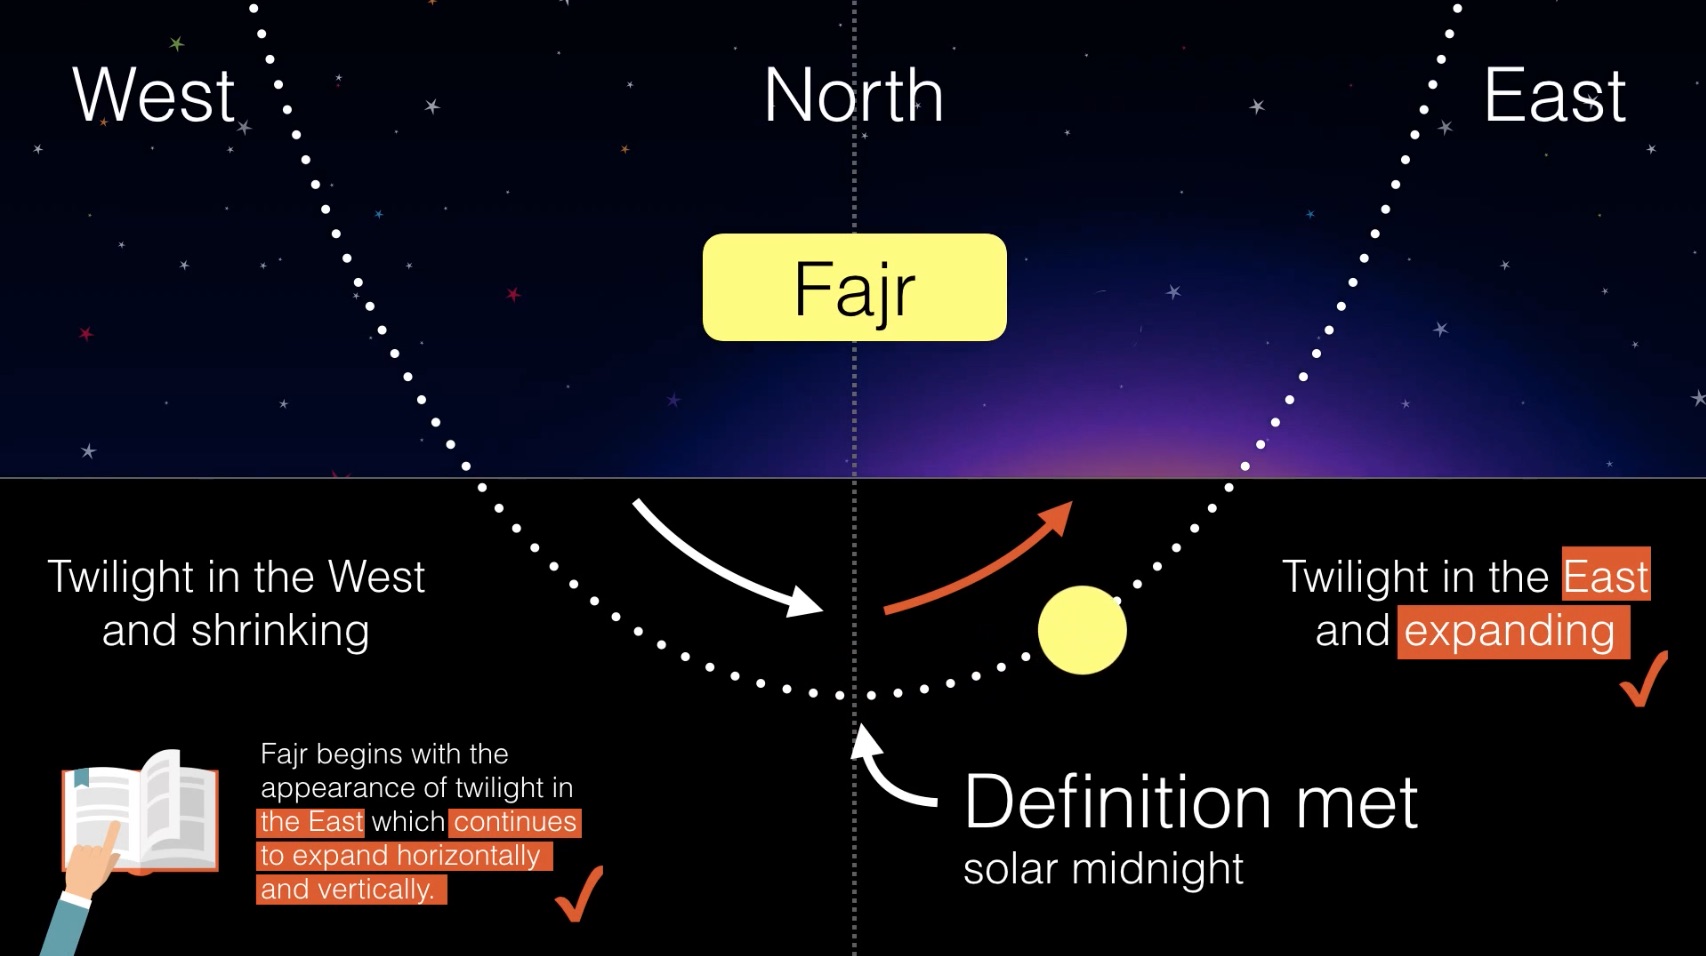 West
North
East
Fajr
Twilight in the West
and shrinking
Twilight in the East
and expanding
Fajr begins with the
appearance of twilight in
the East which continues
to expand horizontally
and vertically.
Definition met
solar midnight